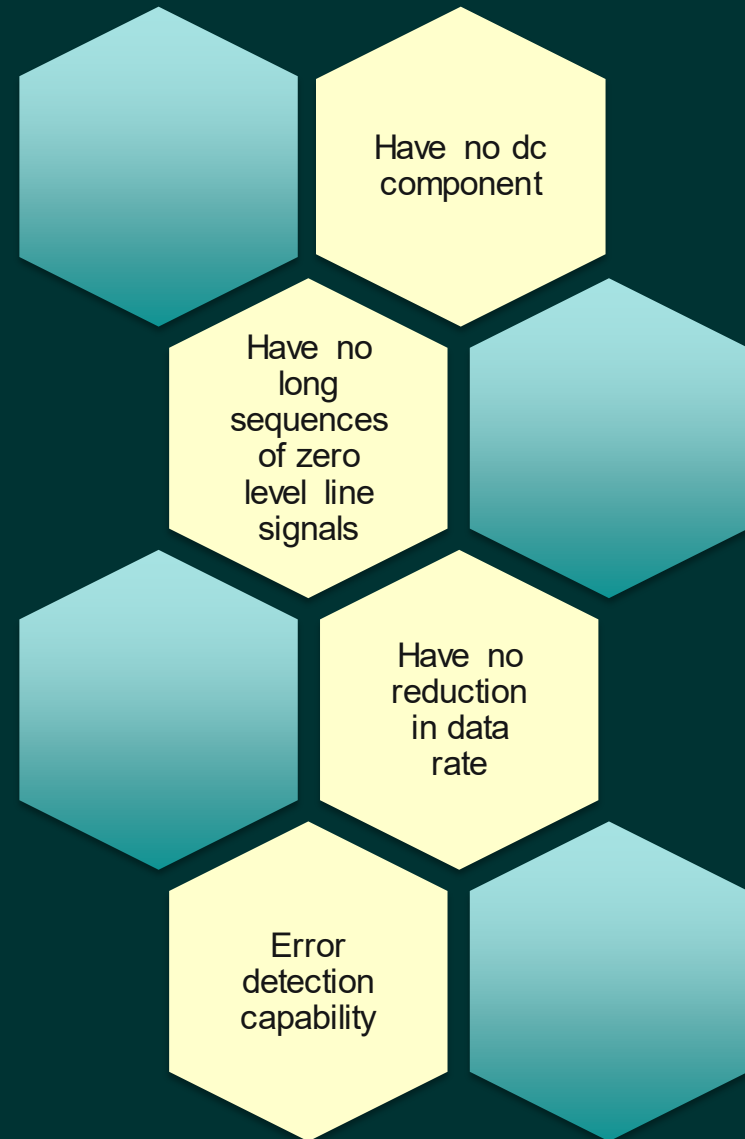 Have no dc
component
Have no
long
sequences
of zero
level line
signals
Have no
reduction
in data
rate
Error
detection
capability